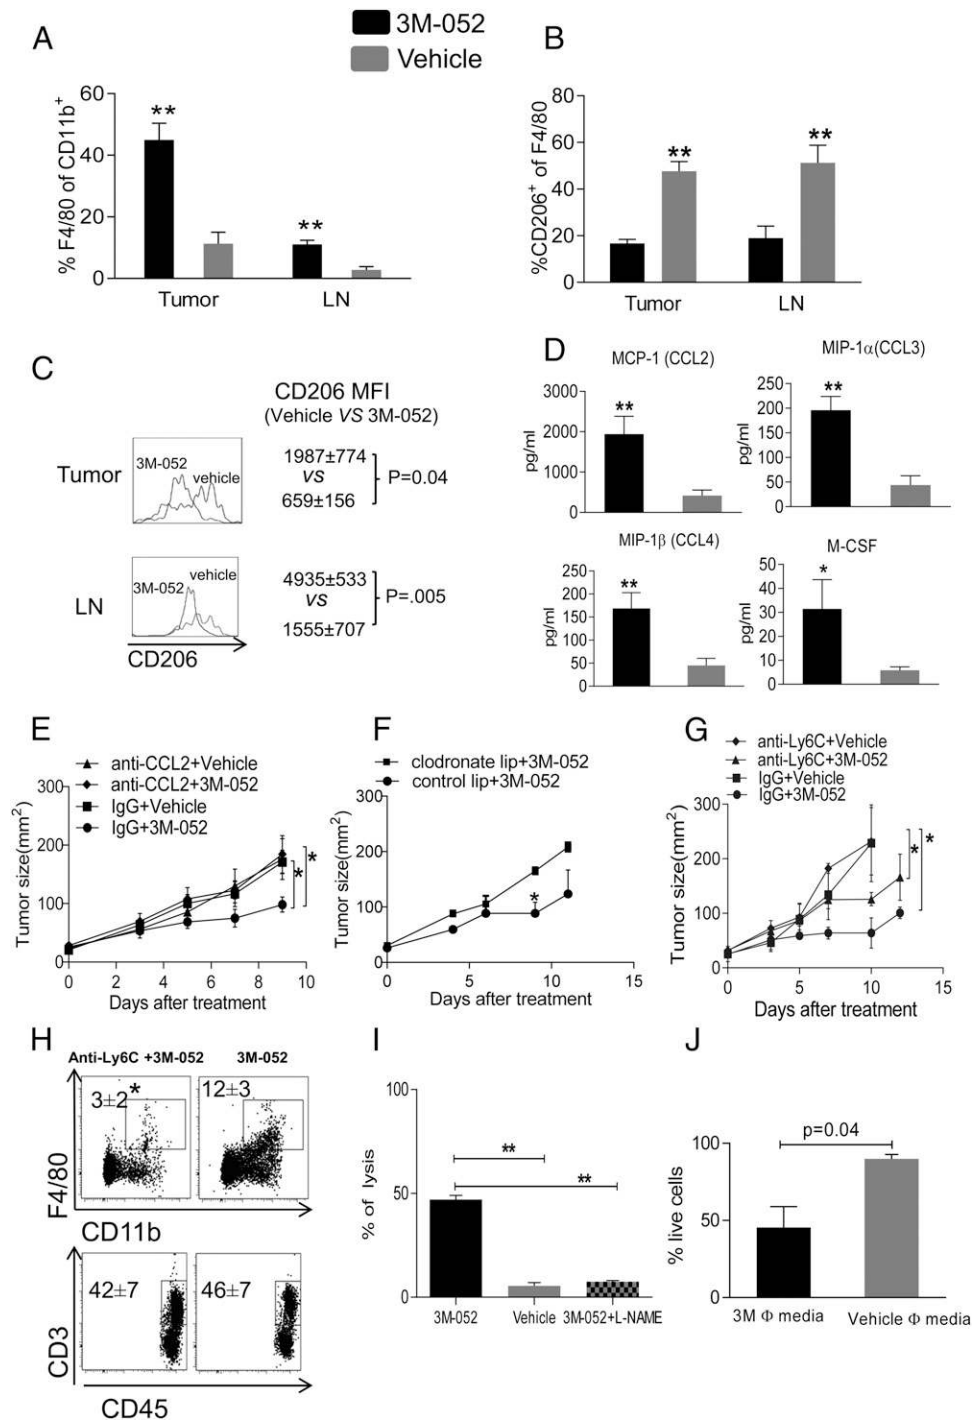 3M-052
Vehicle
A
% F4/80 of CD11b+
60
40
20
0
**
**
Tumor
LN
B
%CD206+ of F4/80
80
60
40
20
0
**
**
Tumor
LN
C
CD206 MFI
(Vehicle VS 3M-052)
Tumor
3M-052
vehicle
1987±774
VS
659±156
P=0.04
LN
3M-052
vehicle
4935±533
VS
1555±707
P=.005
CD206
D
MCP-1 (CCL2)
pg/ml
3000
2000
1000
0
**
MIP-1α(CCL3)
pg/ml
250
200
150
100
50
0
**
MIP-1β (CCL4)
pg/ml
250
200
150
100
50
0
**
M-CSF
pg/ml
50
40
30
20
10
0
*
E
anti-CCL2+Vehicle
anti-CCL2+3M-052
IgG+Vehicle
IgG+3M-052
Tumor size(mm2)
300
200
100
0
*
*
0 2 4 6 8 10
Days after treatment
F
clodronate lip+3M-052
control lip+3M-052
Tumor size(mm2)
300
200
100
0
*
0 5 10 15
Days after treatment
G
anti-Ly6C+Vehicle
anti-Ly6C+3M-052
IgG+Vehicle
IgG+3M-052
Tumor size(mm2)
300
200
100
0
*
*
0 5 10 15
Days after treatment
H
Anti-Ly6C +3M-052
3M-052
3±2
*
12±3
F4/80
CD11b
42±7
46±7
CD3
CD45
I
% of lysis
100
50
0
**
**
3M-052
Vehicle
3M-052+L-NAME
J
% live cells
100
50
0
p=0.04
3M Φ media
Vehicle Φ media